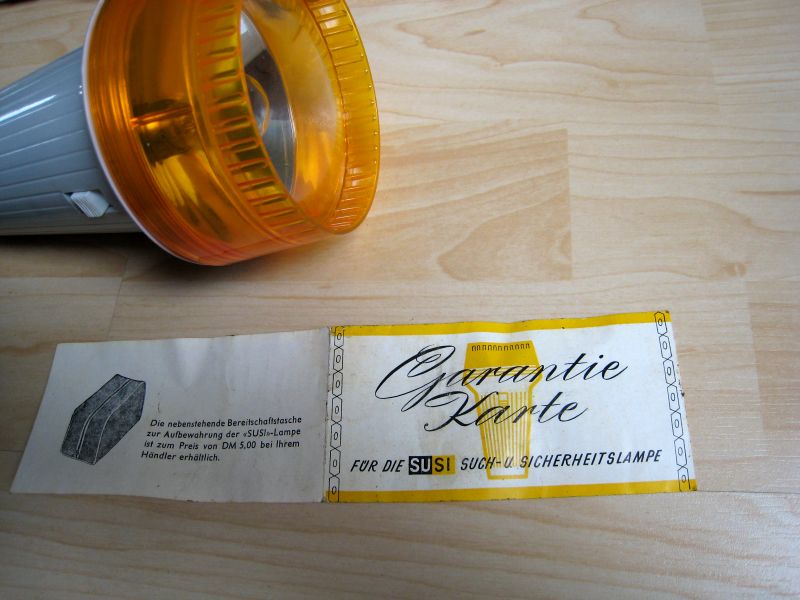 Die nebenstehende Bereitschaftstasche
zur Aufbewahrung der «SUSI»-Lampe
ist zum Preis von DM 5,00 bei Ihrem
Händler erhältlich.
Garantie
Karte
FÜR DIE SUSI SUCH- U. SICHERHEITSLAMPE